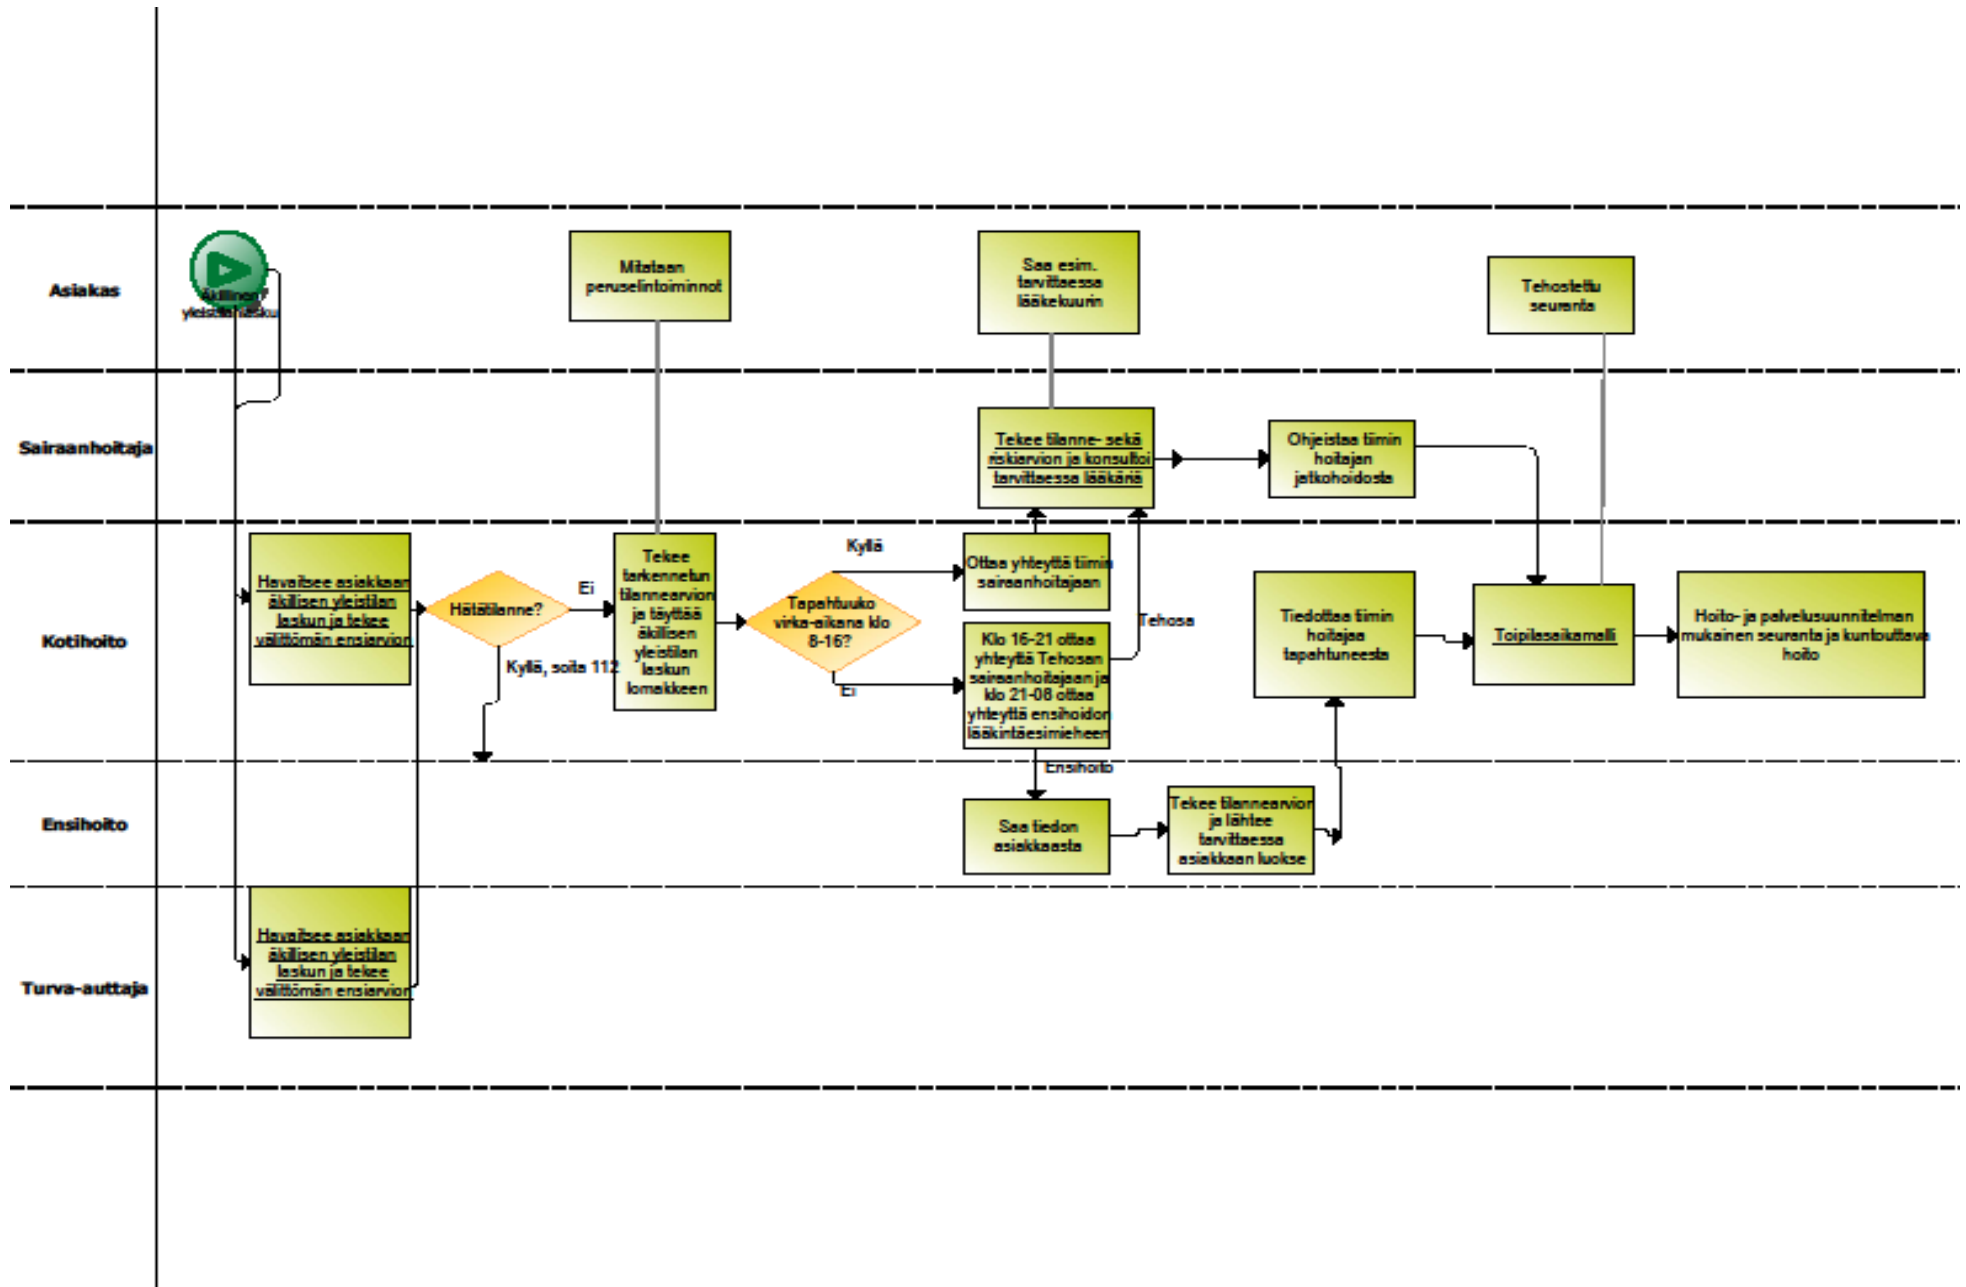 Asiakas
Äkillinen
yleistilan lasku
Mitataan
peruselintoiminnot
Saa esim.
tarvittaessa
lääkekuurin
Tehostettu
seuranta
Sairaanhoitaja
Tekee tilanne- sekä
riskiarvion ja konsultoi
tarvittaessa lääkäriä
Ohjeistaa tiimin
hoitajan
jatkohoidosta
Kotihoito
Havaitsee asiakkaan
äkillisen yleistilan
laskun ja tekee
välittömän ensiarvion
Hätätilanne?
Ei
Kyllä, soita 112
Tekee
tarkennetun
tilannearvion
ja täyttää
äkillisen
yleistilan
laskun
lomakkeen
Tapahtuuko
virka-aikana klo
8-16?
Kyllä
Ei
Ottaa yhteyttä tiimin
sairaanhoitajaan
Klo 16-21 ottaa
yhteyttä Tehosan
sairaanhoitajaan ja
klo 21-08 ottaa
yhteyttä ensihoidon
lääkintäesimieheen
Tehosa
Ensihoito
Tiedottaa tiimin
hoitajaa
tapahtuneesta
Toipilasaikamalli
Hoito- ja palvelusuunnitelman
mukainen seuranta ja kuntouttava
hoito
Ensihoito
Saa tiedon
asiakkaasta
Tekee tilannearvion
ja lähtee
tarvittaessa
asiakkaan luokse
Turva-auttaja
Havaitsee asiakkaan
äkillisen yleistilan
laskun ja tekee
välittömän ensiarvion